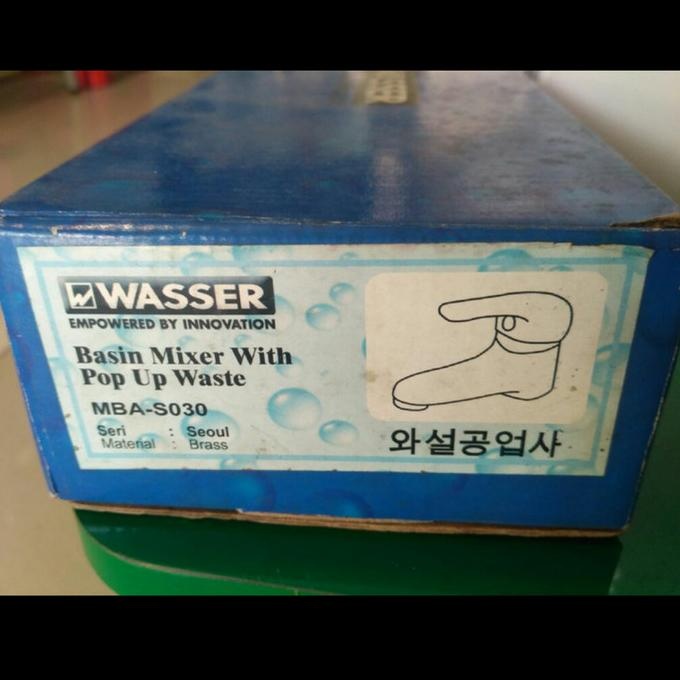 WASSER
EMPOWERED BY INNOVATION
Basin Mixer With
Pop Up Waste
MBA-S030
Seri : Seoul
Material : Brass
와설공업사